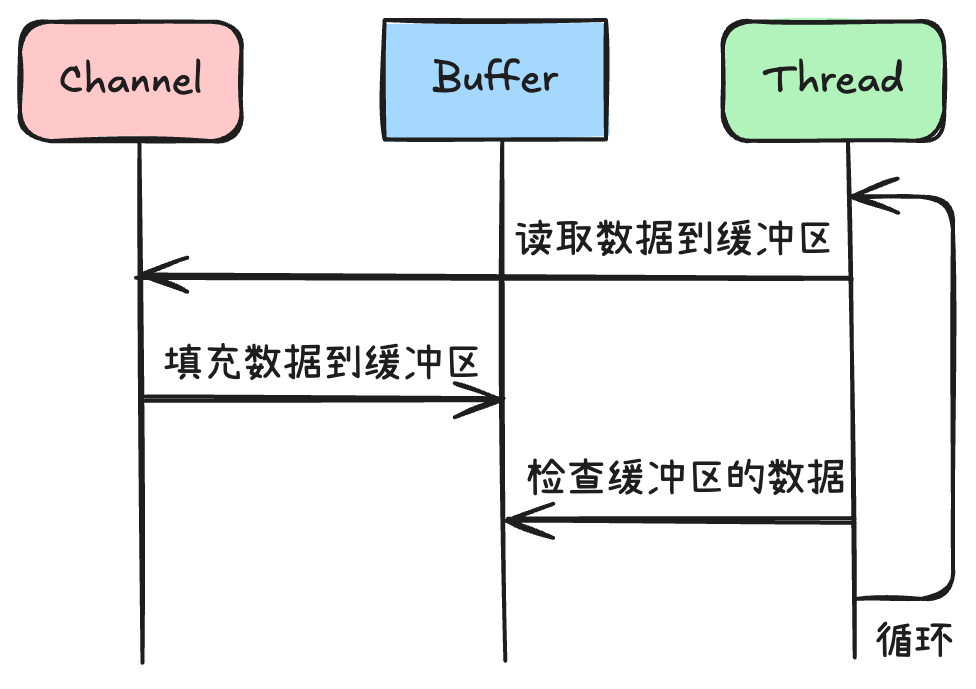 Channel
Buffer
Thread
读取数据到缓冲区
填充数据到缓冲区
检查缓冲区的数据
循环